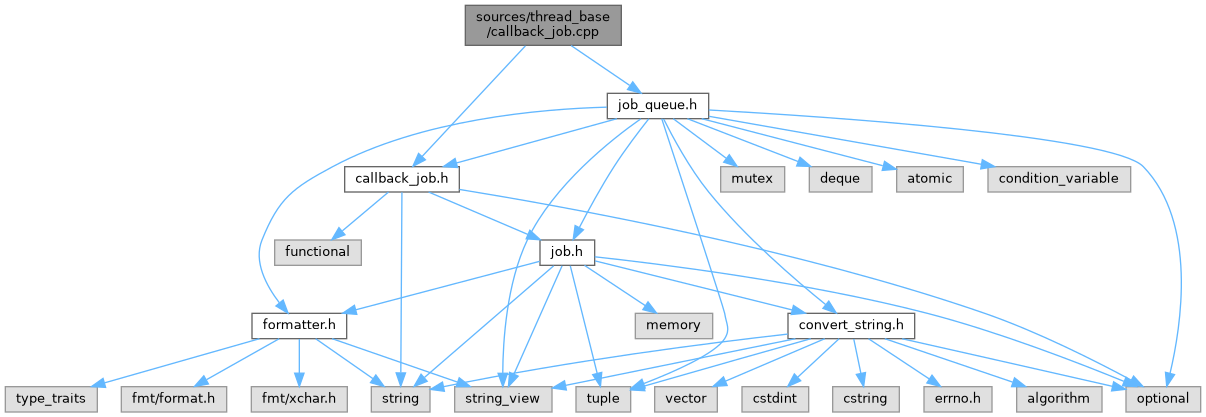 sources/thread_base
/callback_job.cpp
job_queue.h
callback_job.h
mutex
deque
atomic
condition_variable
functional
job.h
formatter.h
memory
convert_string.h
type_traits
fmt/format.h
fmt/xchar.h
string
string_view
tuple
vector
cstdint
cstring
errno.h
algorithm
optional